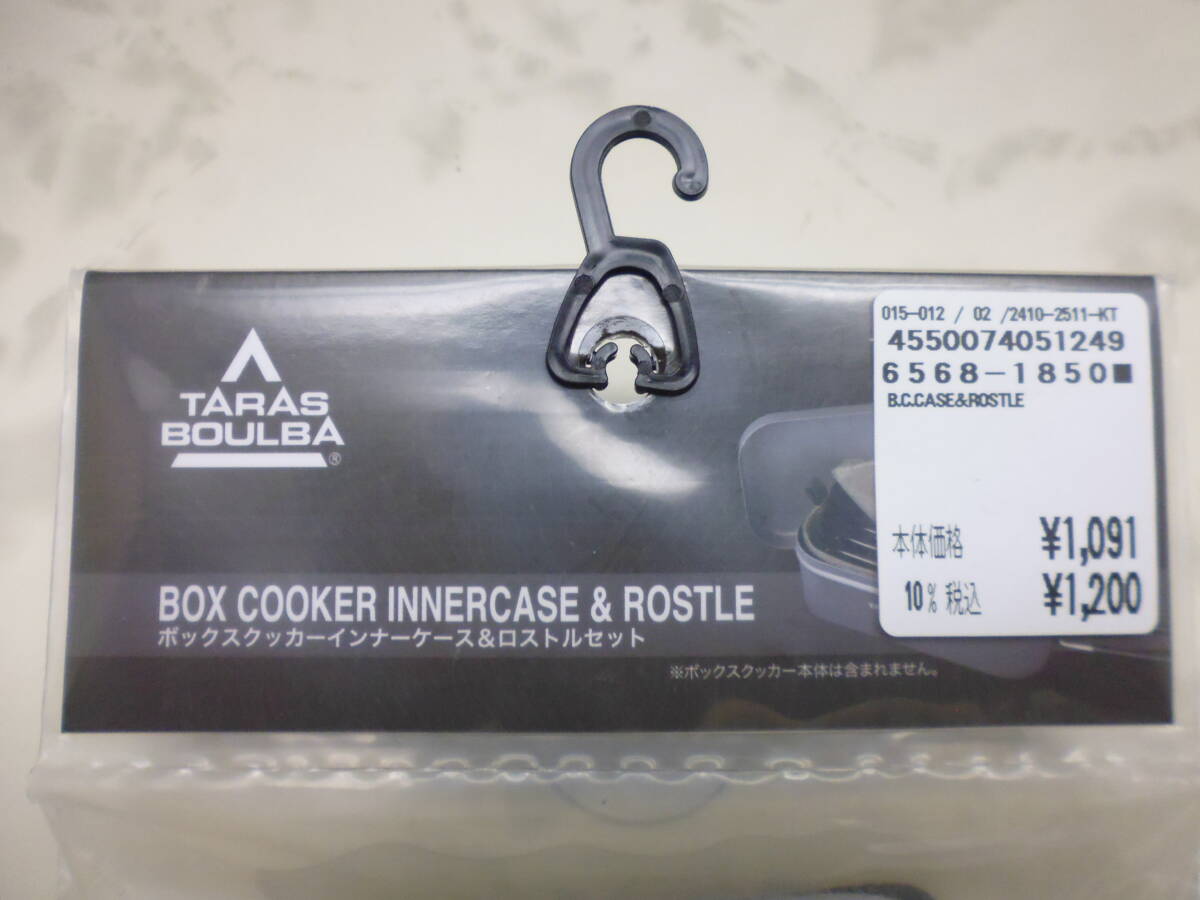 TARAS
BOULBA
®
BOX COOKER INNERCASE & ROSTLE
ボックスクッカーインナーケース&ロストルセット
※ボックスクッカー本体は含まれません。
015-012 / 02 /2410-2511-KT
4550074051249
6568-1850■
B.C.CASE&ROSTLE
本体価格 ¥1,091
10% 税込 ¥1,200